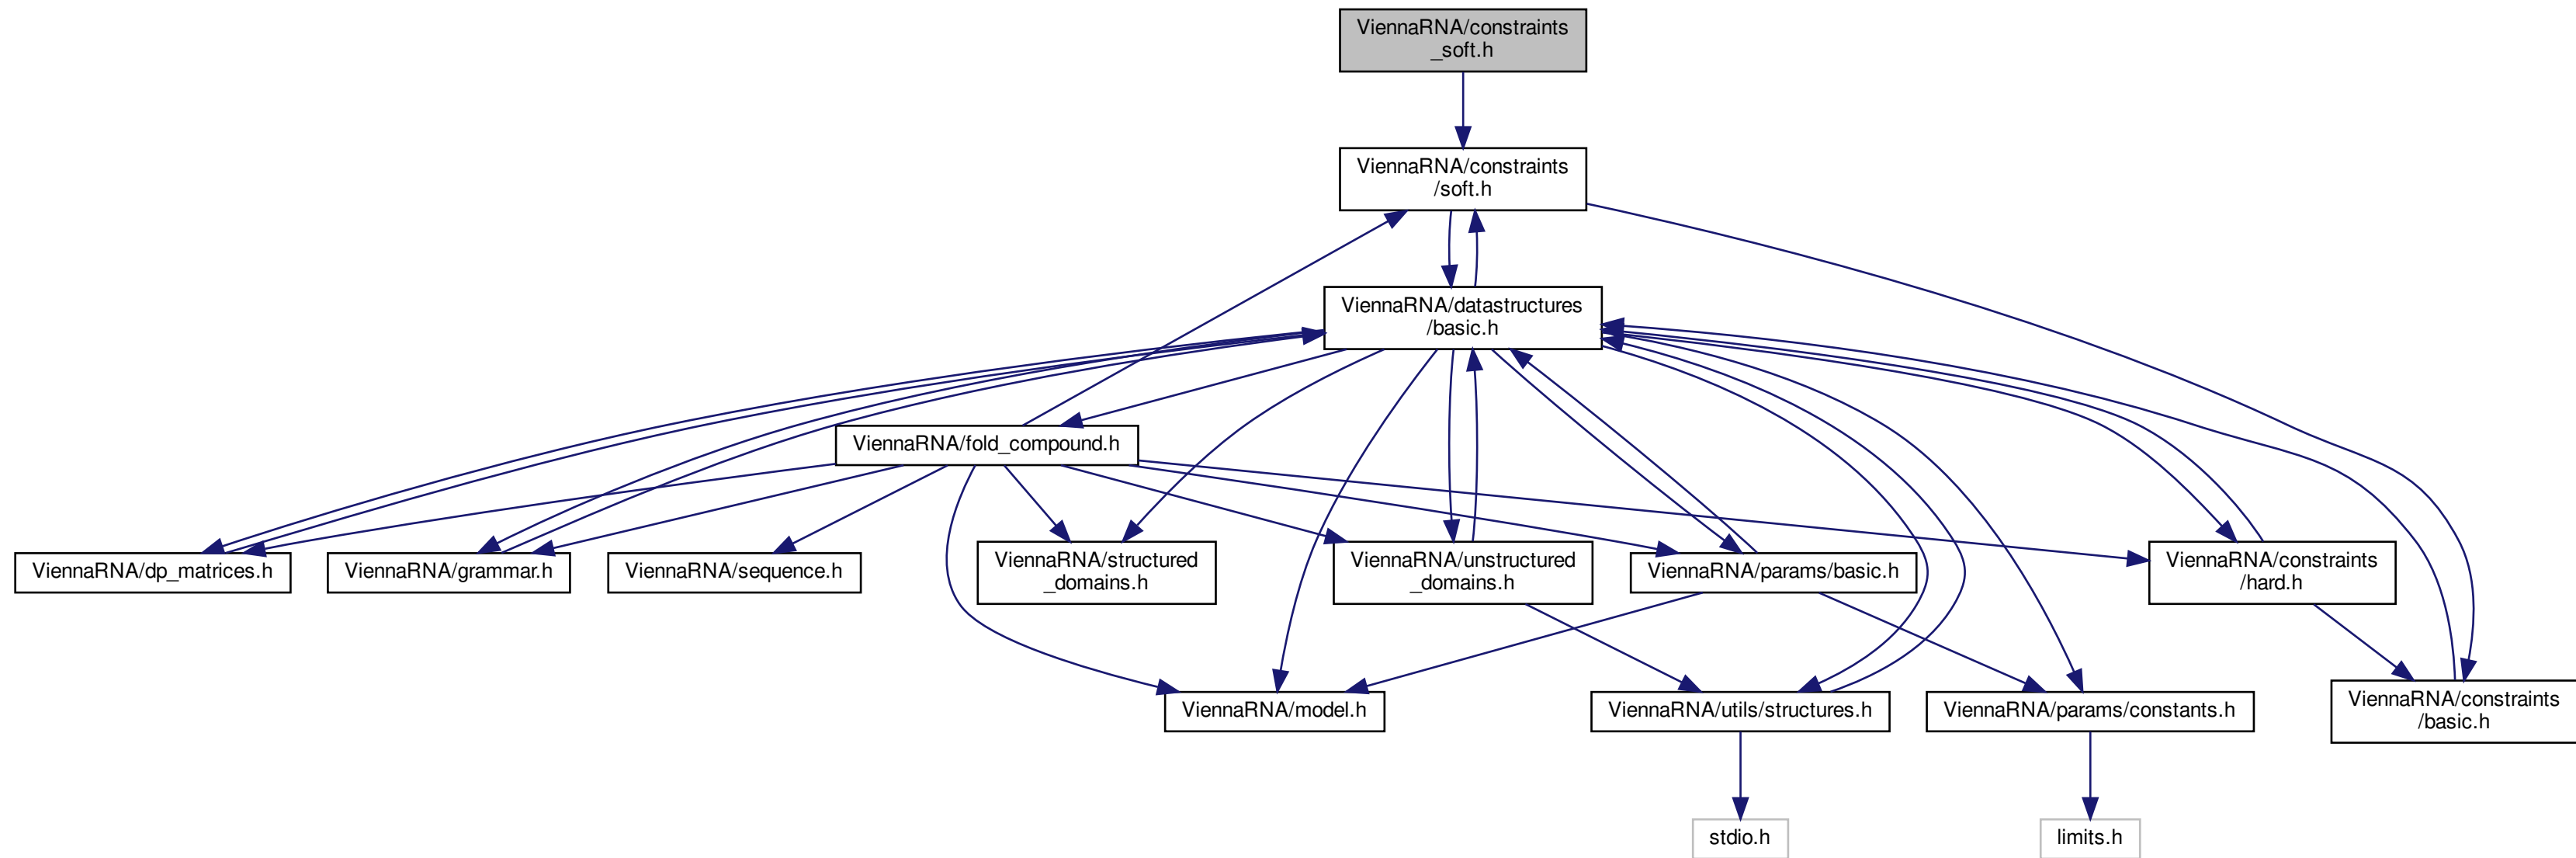 ViennaRNA/constraints
_soft.h
ViennaRNA/constraints
/soft.h
ViennaRNA/datastructures
/basic.h
ViennaRNA/fold_compound.h
ViennaRNA/dp_matrices.h
ViennaRNA/grammar.h
ViennaRNA/sequence.h
ViennaRNA/structured
_domains.h
ViennaRNA/unstructured
_domains.h
ViennaRNA/params/basic.h
ViennaRNA/constraints
/hard.h
ViennaRNA/model.h
ViennaRNA/utils/structures.h
ViennaRNA/params/constants.h
ViennaRNA/constraints
/basic.h
stdio.h
limits.h